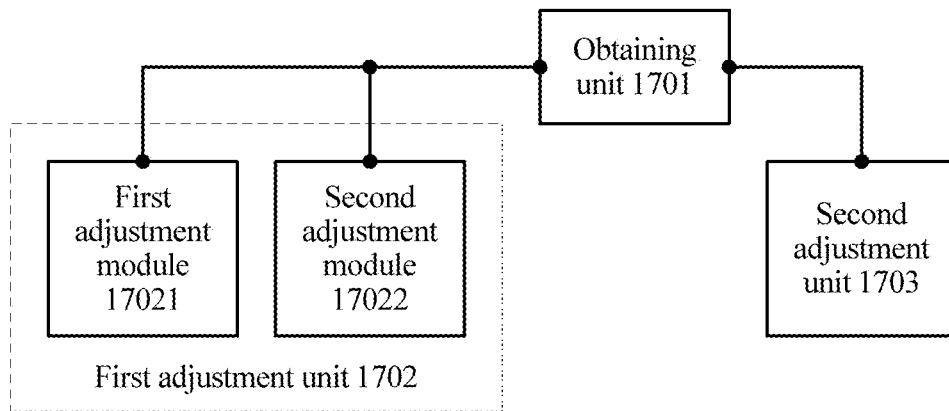 Obtaining
unit 1701
First
adjustment
module
17021
Second
adjustment
module
17022
Second
adjustment
unit 1703
First adjustment unit 1702